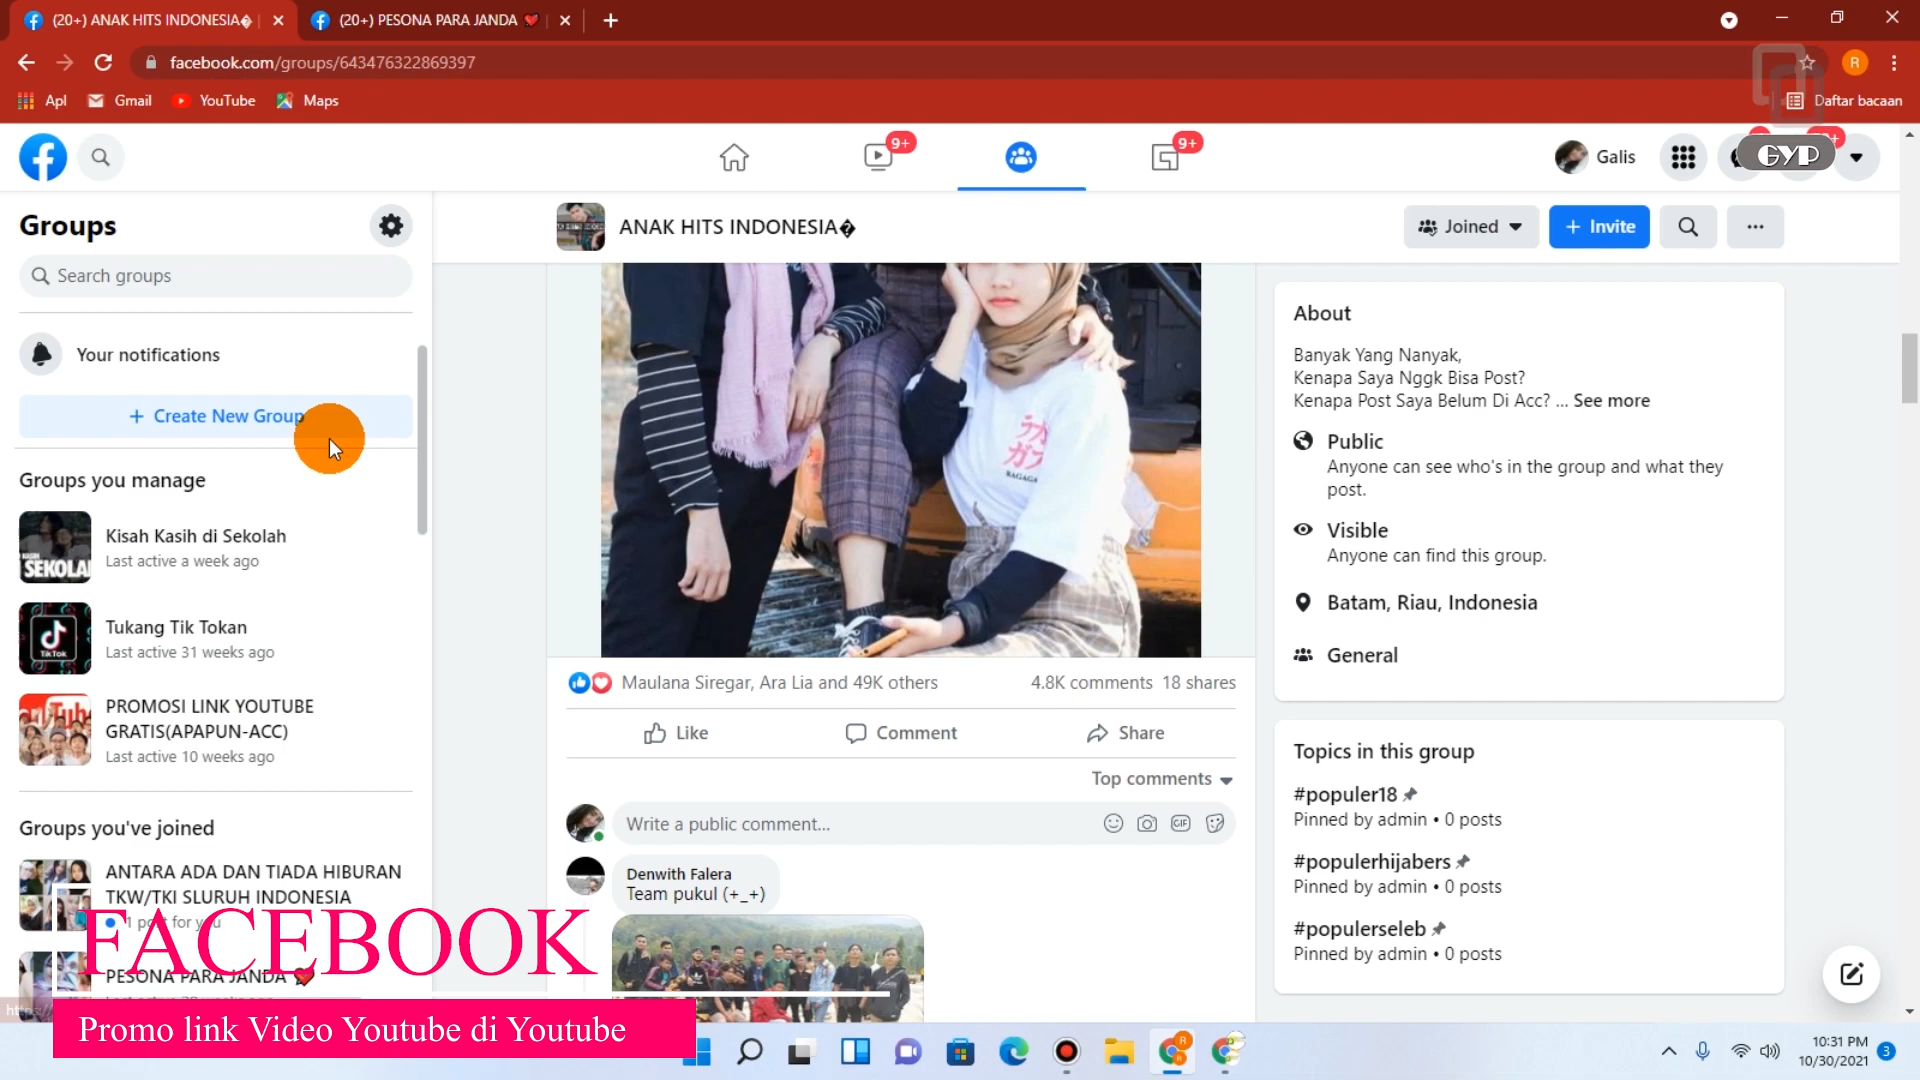 (20+) ANAK HITS INDONESIA�
(20+) PESONA PARA JANDA ❤
facebook.com/groups/643476322869397
R
Apl
Gmail
YouTube
Maps
Daftar bacaan
9+
9+
Galis
GYP
Groups
ANAK HITS INDONESIA�
Joined
+ Invite
Search groups
Your notifications
+ Create New Group
Groups you manage
SEKOLA
Kisah Kasih di Sekolah
Last active a week ago
TikTok
Tukang Tik Tokan
Last active 31 weeks ago
PROMOSI LINK YOUTUBE
GRATIS(APAPUN-ACC)
Last active 10 weeks ago
Groups you've joined
ANTARA ADA DAN TIADA HIBURAN
TKW/TKI SLURUH INDONESIA
PESONA PARA JANDA ❤
FACEBOOK
Promo link Video Youtube di Youtube
ラガ
ガフ
RAGAGA
Maulana Siregar, Ara Lia and 49K others
4.8K comments 18 shares
Like
Comment
Share
Top comments
Write a public comment...
GIF
Denwith Falera
Team pukul (+_+)
About
Banyak Yang Nanyak,
Kenapa Saya Nggk Bisa Post?
Kenapa Post Saya Belum Di Acc? ... See more
Public
Anyone can see who's in the group and what they
post.
Visible
Anyone can find this group.
Batam, Riau, Indonesia
General
Topics in this group
#populer18
Pinned by admin • 0 posts
#populerhijabers
Pinned by admin • 0 posts
#populerseleb
Pinned by admin • 0 posts
10:31 PM
10/30/2021
3